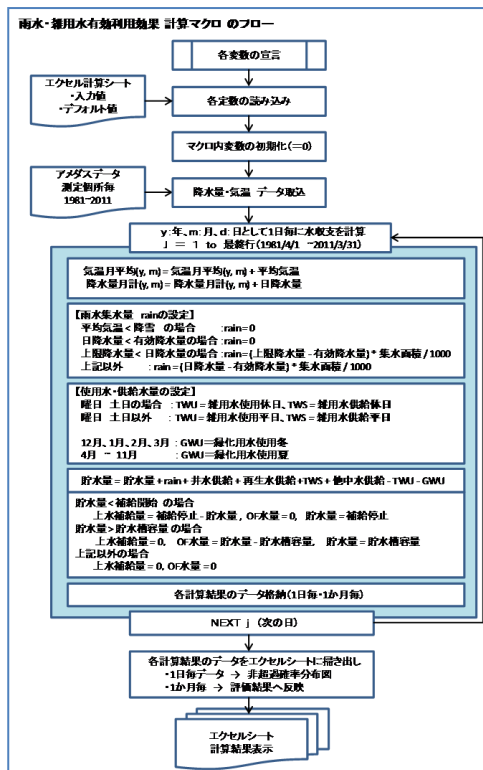 雨水・雑用水有効利用効果 計算マクロ のフロー
各変数の宣言
エクセル計算シート
・入力値
・デフォルト値
各定数の読み込み
マクロ内変数の初期化(=0)
アメダスデータ
測定個所毎
1981~2011
降水量・気温 データ取込
y:年、m:月、d:日として1日毎に水収支を計算
J = 1 to 最終行(1981/4/1 ~2011/3/31)
気温月平均(y, m)=気温月平均(y, m)+平均気温
降水量月計(y, m)=降水量月計(y, m)+日降水量
【雨水集水量 rainの設定】
平均気温<降雪 の場合 :rain=0
日降水量<有効降水量の場合 :rain=0
上限降水量<日降水量の場合 :rain=(上限降水量-有効降水量)*集水面積/1000
上記以外 :rain=(日降水量-有効降水量)*集水面積/1000
【使用水・供給水量の設定】
曜日 土日の場合 :TWU=雑用水使用休日、TWS=雑用水供給休日
曜日 土日以外 :TWU=雑用水使用平日、TWS=雑用水供給平日
12月、1月、2月、3月 :GWU=緑化用水使用冬
4月 ~ 11月 :GWU=緑化用水使用夏
貯水量=貯水量+rain+井水供給+再生水供給+TWS+他中水供給-TWU-GWU
貯水量<補給開始 の場合
上水補給量=補給停止-貯水量, OF水量=0, 貯水量=補給停止
貯水量>貯水槽容量の場合
上水補給量=0, OF水量=貯水量-貯水槽容量, 貯水量=貯水槽容量
上記以外の場合
上水補給量=0, OF水量=0
各計算結果のデータ格納(1日毎・1か月毎)
NEXT j (次の日)
各計算結果のデータをエクセルシートに掃き出し
・1日毎データ → 非超過確率分布図
・1か月毎 → 評価結果へ反映
エクセルシート
計算結果表示